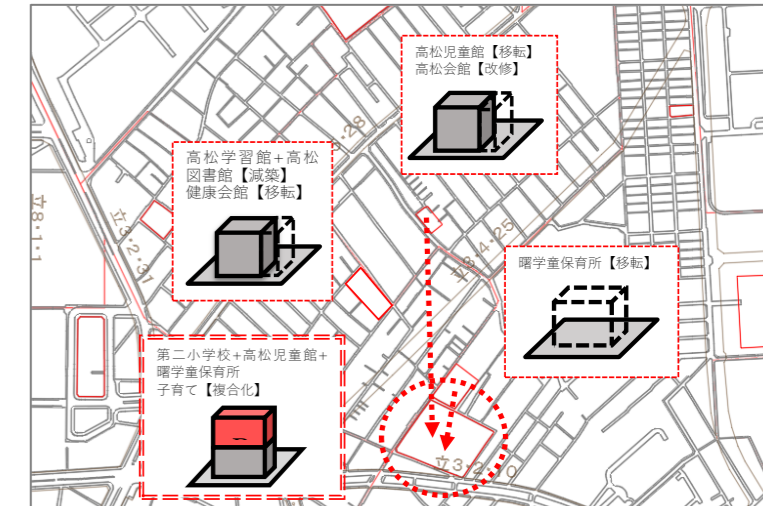 高松児童館【移転】
高松会館【改修】
高松学習館+高松
図書館【減築】
健康会館【移転】
曙学童保育所【移転】
第二小学校+高松児童館+
曙学童保育所
子育て【複合化】
立8・1・1
立3・2・31
立3・4・25